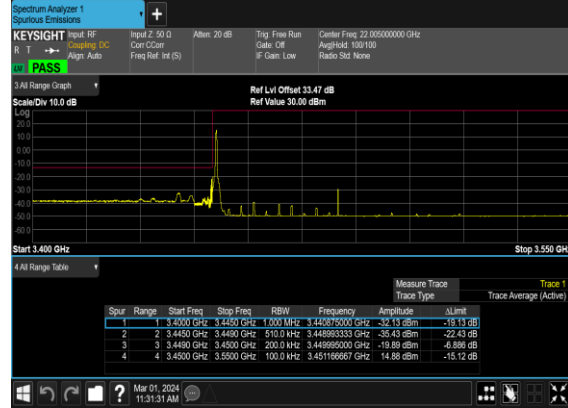 Spectrum Analyzer 1
Spurious Emissions
+
KEYSIGHT Input: RF Input Z: 50 Ω Atten: 20 dB Trig: Free Run Center Freq: 22.005000000 GHz
R T Coupling: DC Corr CCorr Gate: Off Avg|Hold: 100/100
Align: Auto Freq Ref: Int (S) IF Gain: Low Radio Std: None
PASS
3 All Range Graph
Ref Lvl Offset 33.47 dB
Scale/Div 10.0 dB Ref Value 30.00 dBm
Log
20.0
10.0
0.00
-10.0
-20.0
-30.0
-40.0
-50.0
-60.0
Start 3.400 GHz Stop 3.550 GH
4 All Range Table
Measure Trace Trace 1
Trace Type Trace Average (Active)
Spur Range Start Freq Stop Freq RBW Frequency Amplitude ΔLimit
1 1 3.4000 GHz 3.4450 GHz 1.000 MHz 3.440875000 GHz -32.13 dBm -19.13 dB
2 2 3.4450 GHz 3.4490 GHz 510.0 kHz 3.448993333 GHz -35.43 dBm -22.43 dB
3 3 3.4490 GHz 3.4500 GHz 200.0 kHz 3.449995000 GHz -19.89 dBm -6.886 dB
4 4 3.4500 GHz 3.5500 GHz 100.0 kHz 3.451166667 GHz 14.88 dBm -15.12 dB
? Mar 01, 2024
11:31:31 AM